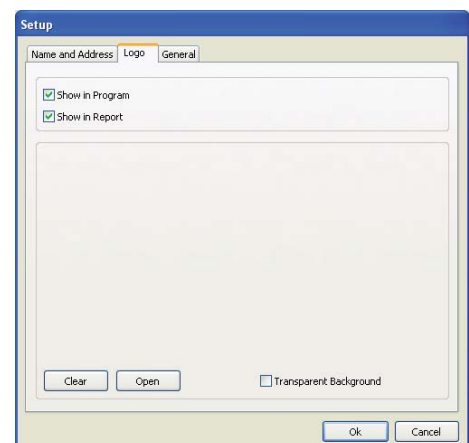 Setup
Name and Address Logo General
Show in Program
Show in Report
Clear Open Transparent Background
Ok Cancel